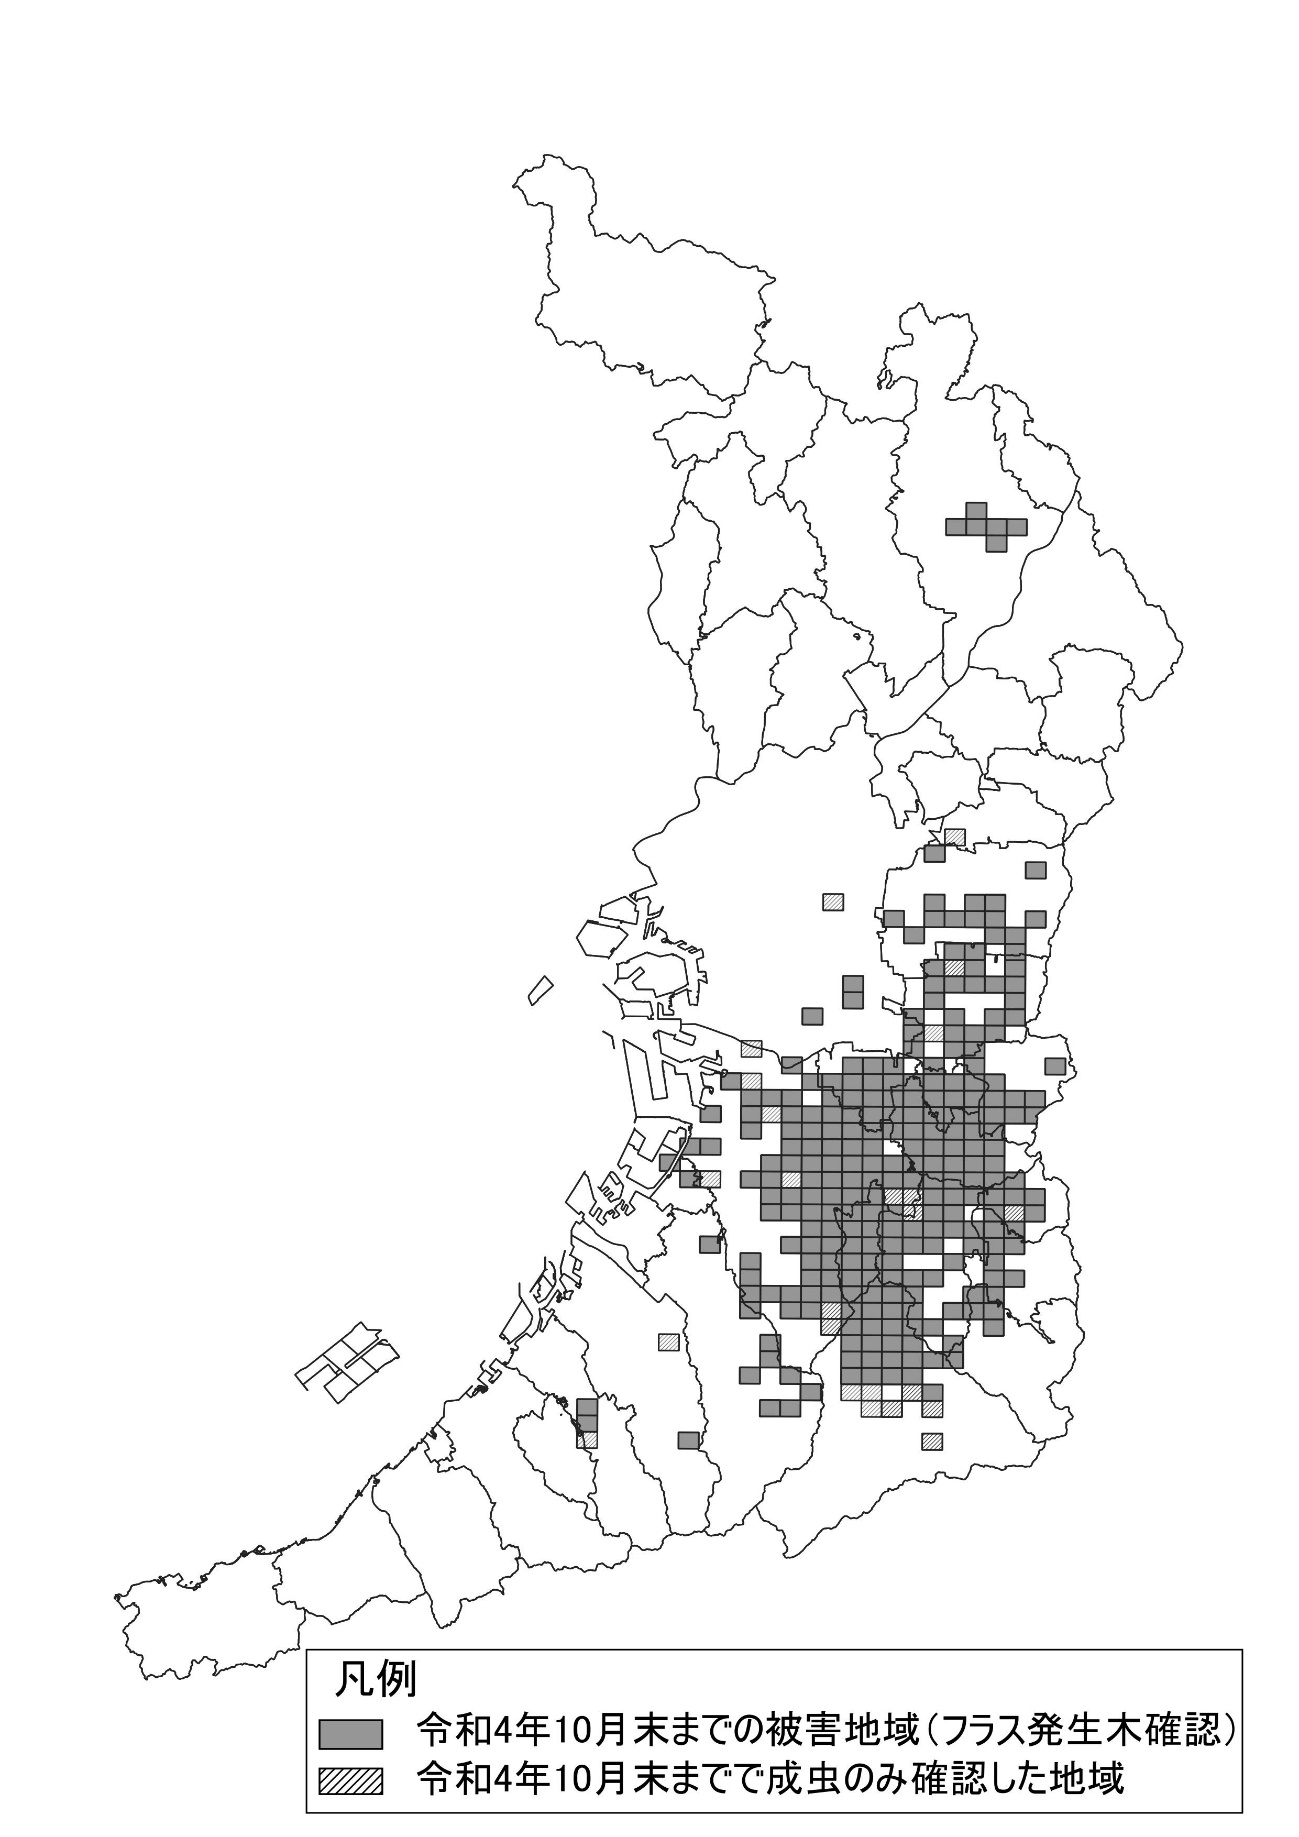 凡例
令和4年10月末までの被害地域（フラス発生木確認）
令和4年10月末までで成虫のみ確認した地域